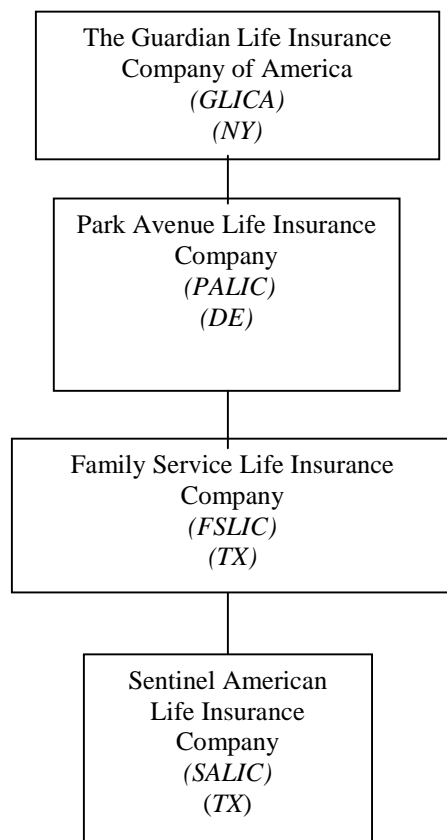 The Guardian Life Insurance
Company of America
(GLICA)
(NY)
Park Avenue Life Insurance
Company
(PALIC)
(DE)
Family Service Life Insurance
Company
(FSLIC)
(TX)
Sentinel American
Life Insurance
Company
(SALIC)
(TX)